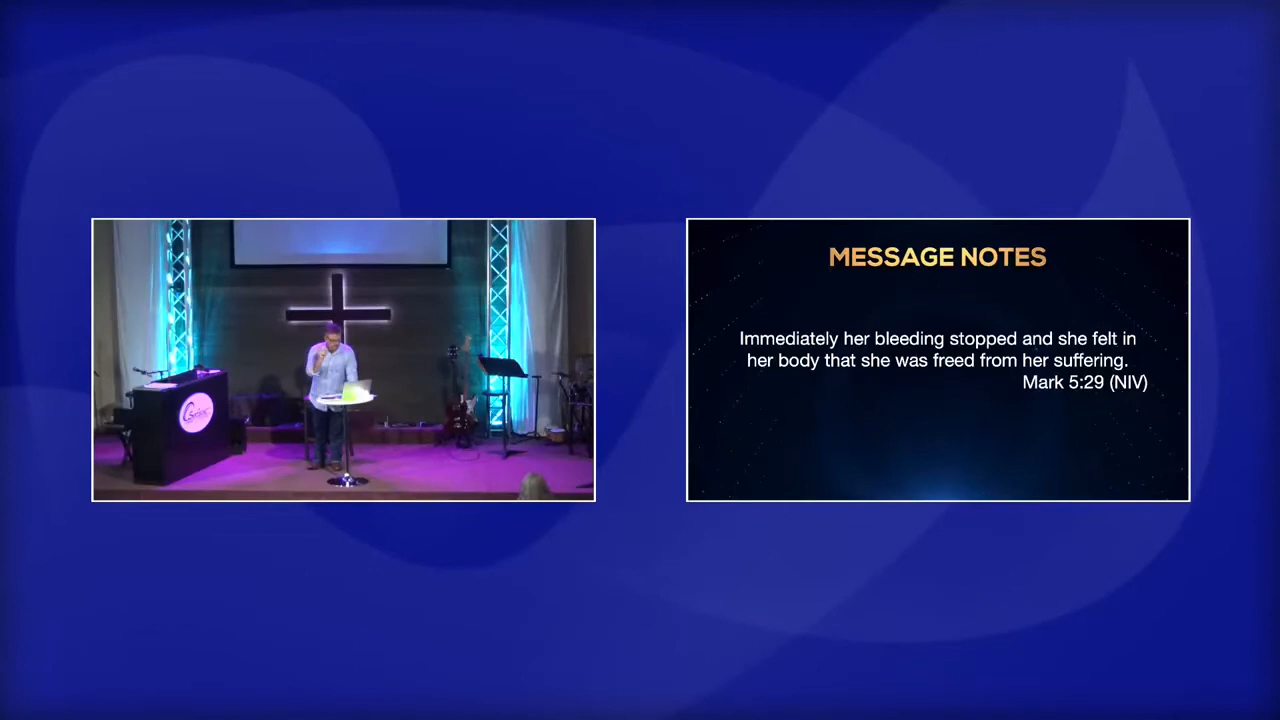 MESSAGE NOTES
Immediately her bleeding stopped and she felt in
her body that she was freed from her suffering.
Mark 5:29 (NIV)